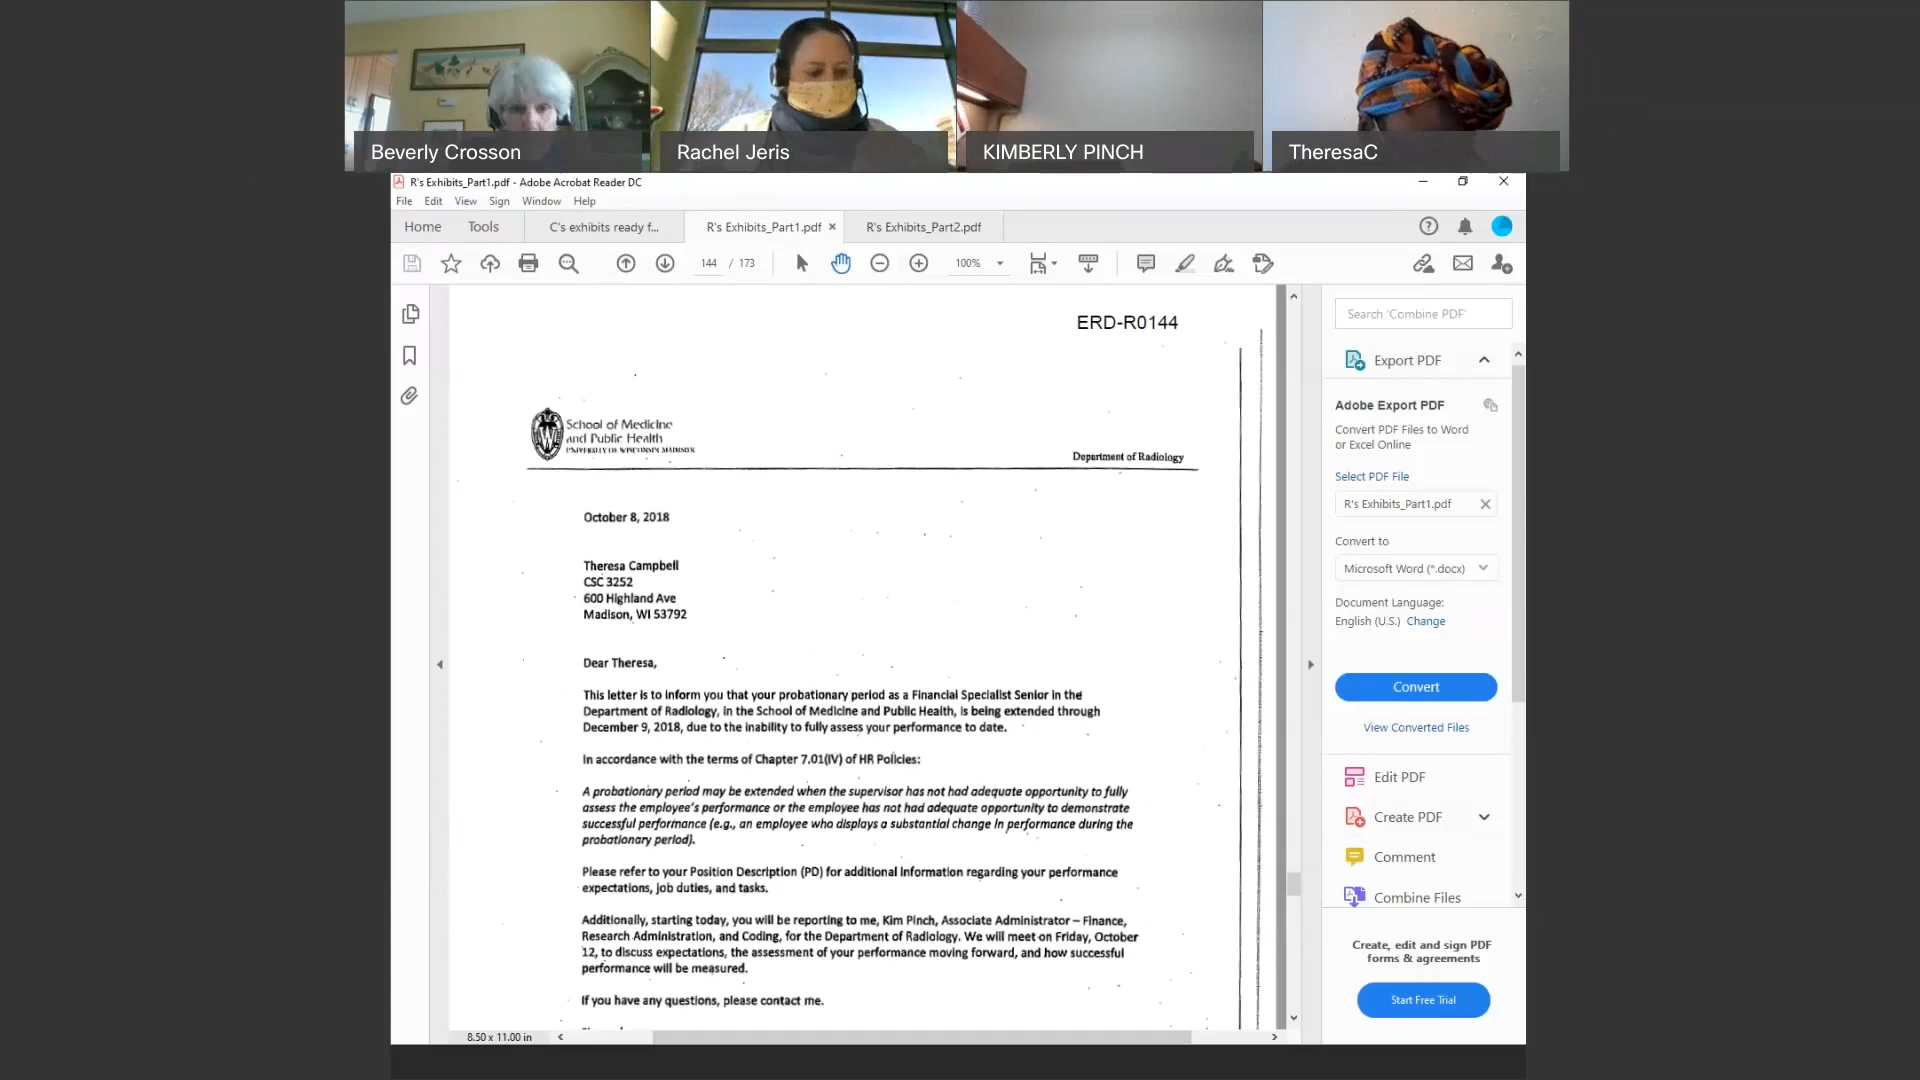 Beverly Crosson
Rachel Jeris
KIMBERLY PINCH
TheresaC
R's Exhibits_Part1.pdf - Adobe Acrobat Reader DC
File Edit View Sign Window Help
Home Tools C's exhibits ready f... R's Exhibits_Part1.pdf × R's Exhibits_Part2.pdf
144 / 173 100%
ERD-R0144
School of Medicine
and Public Health
UNIVERSITY OF WISCONSIN MADISON
Department of Radiology
October 8, 2018
Theresa Campbell
CSC 3252
600 Highland Ave
Madison, WI 53792
Dear Theresa,
This letter is to inform you that your probationary period as a Financial Specialist Senior in the
Department of Radiology, in the School of Medicine and Public Health, is being extended through
December 9, 2018, due to the inability to fully assess your performance to date.
In accordance with the terms of Chapter 7.01(IV) of HR Policies:
A probationary period may be extended when the supervisor has not had adequate opportunity to fully
assess the employee's performance or the employee has not had adequate opportunity to demonstrate
successful performance (e.g., an employee who displays a substantial change in performance during the
probationary period).
Please refer to your Position Description (PD) for additional information regarding your performance
expectations, job duties, and tasks.
Additionally, starting today, you will be reporting to me, Kim Pinch, Associate Administrator – Finance,
Research Administration, and Coding, for the Department of Radiology. We will meet on Friday, October
12, to discuss expectations, the assessment of your performance moving forward, and how successful
performance will be measured.
If you have any questions, please contact me.
8.50 x 11.00 in
Search 'Combine PDF'
Export PDF
Adobe Export PDF
Convert PDF Files to Word
or Excel Online
Select PDF File
R's Exhibits_Part1.pdf
Convert to
Microsoft Word (*.docx)
Document Language:
English (U.S.) Change
Convert
View Converted Files
Edit PDF
Create PDF
Comment
Combine Files
Create, edit and sign PDF
forms & agreements
Start Free Trial